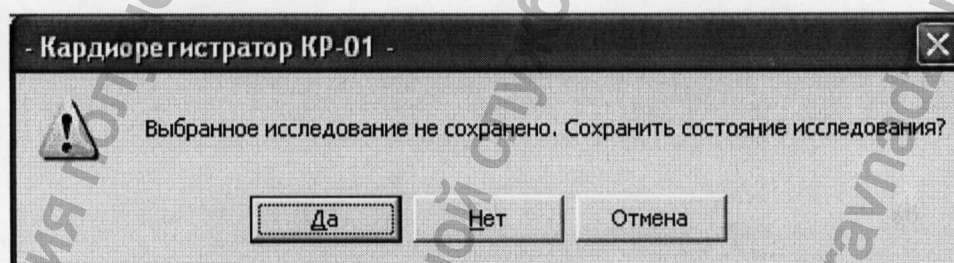 - Кардиорегистратор КР-01 -
Выбранное исследование не сохранено. Сохранить состояние исследования?
Да
Нет
Отмена